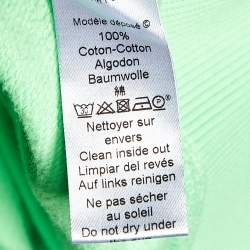 Modèle déposé ©
100%
Coton-Cotton
Algodon
Baumwolle
綿
Nettoyer sur
envers
Clean inside out
Limpiar del revés
Auf links reinigen
Ne pas sécher
au soleil
Do not dry under